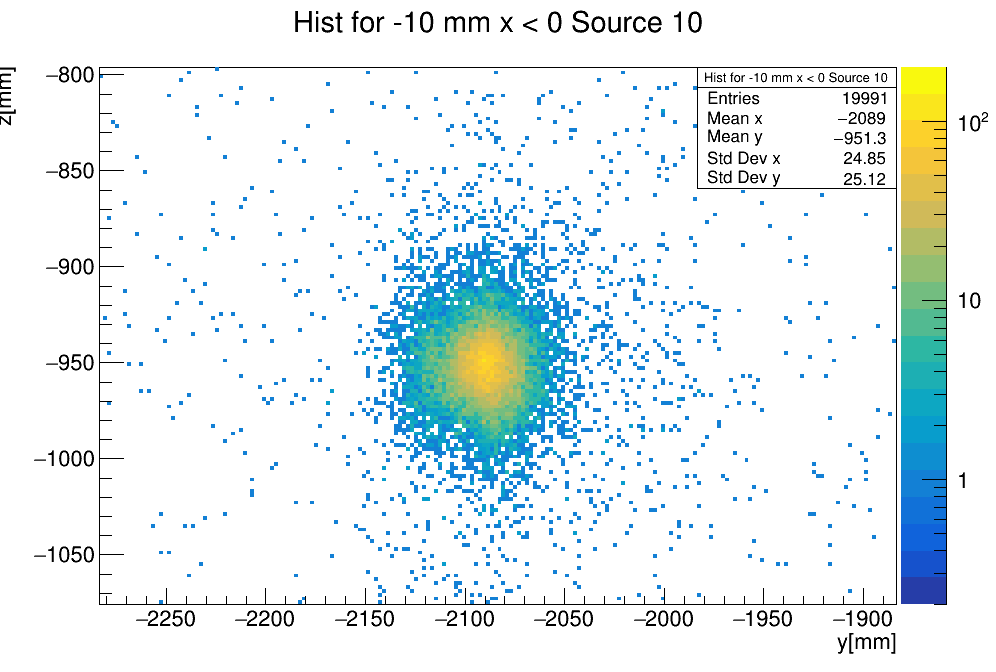 Hist for -10 mm x < 0 Source 10
z[mm]
−800
−850
−900
−950
−1000
−1050
Hist for -10 mm x < 0 Source 10
Entries 19991
Mean x −2089
Mean y −951.3
Std Dev x 24.85
Std Dev y 25.12
10²
10
1
−2250 −2200 −2150 −2100 −2050 −2000 −1950 −1900
y[mm]